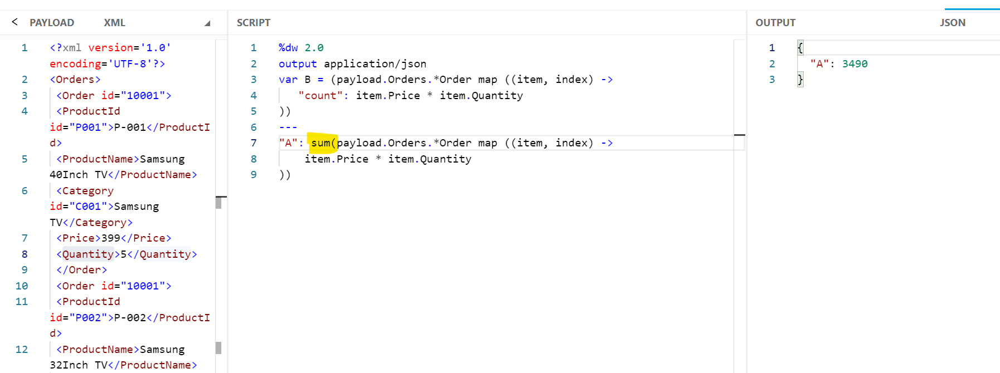 < PAYLOAD XML
1 <?xml version='1.0'
encoding='UTF-8'?>
2 <Orders>
3 <Order id="10001">
4 <ProductId
id="P001">P-001</ProductI
d>
5 <ProductName>Samsung
40Inch TV</ProductName>
6 <Category
id="C001">Samsung
TV</Category>
7 <Price>399</Price>
8 <Quantity>5</Quantity>
9 </Order>
10 <Order id="10001">
11 <ProductId
id="P002">P-002</ProductI
d>
12 <ProductName>Samsung
32Inch TV</ProductName>
SCRIPT
1 %dw 2.0
2 output application/json
3 var B = (payload.Orders.*Order map ((item, index) ->
4 "count": item.Price * item.Quantity
5 ))
6 ---
7 "A": sum(payload.Orders.*Order map ((item, index) ->
8 item.Price * item.Quantity
9 ))
OUTPUT JSON
1 {
2 "A": 3490
3 }